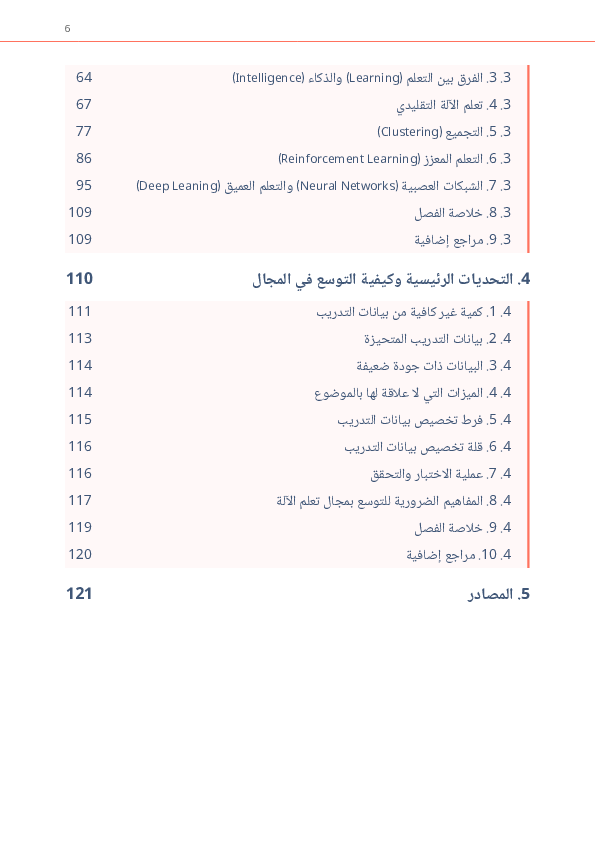 6
3. 3. الفرق بين التعلم (Learning) والذكاء (Intelligence) 64
3. 4. تعلم الآلة التقليدي 67
3. 5. التجميع (Clustering) 77
3. 6. التعلم المعزز (Reinforcement Learning) 86
3. 7. الشبكات العصبية (Neural Networks) والتعلم العميق (Deep Leaning) 95
3. 8. خلاصة الفصل 109
3. 9. مراجع إضافية 109
4. التحديات الرئيسية وكيفية التوسع في المجال 110
4. 1. كمية غير كافية من بيانات التدريب 111
4. 2. بيانات التدريب المتحيزة 113
4. 3. البيانات ذات جودة ضعيفة 114
4. 4. الميزات التي لا علاقة لها بالموضوع 114
4. 5. فرط تخصيص بيانات التدريب 115
4. 6. قلة تخصيص بيانات التدريب 116
4. 7. عملية الاختبار والتحقق 116
4. 8. المفاهيم الضرورية للتوسع بمجال تعلم الآلة 117
4. 9. خلاصة الفصل 119
4. 10. مراجع إضافية 120
5. المصادر 121